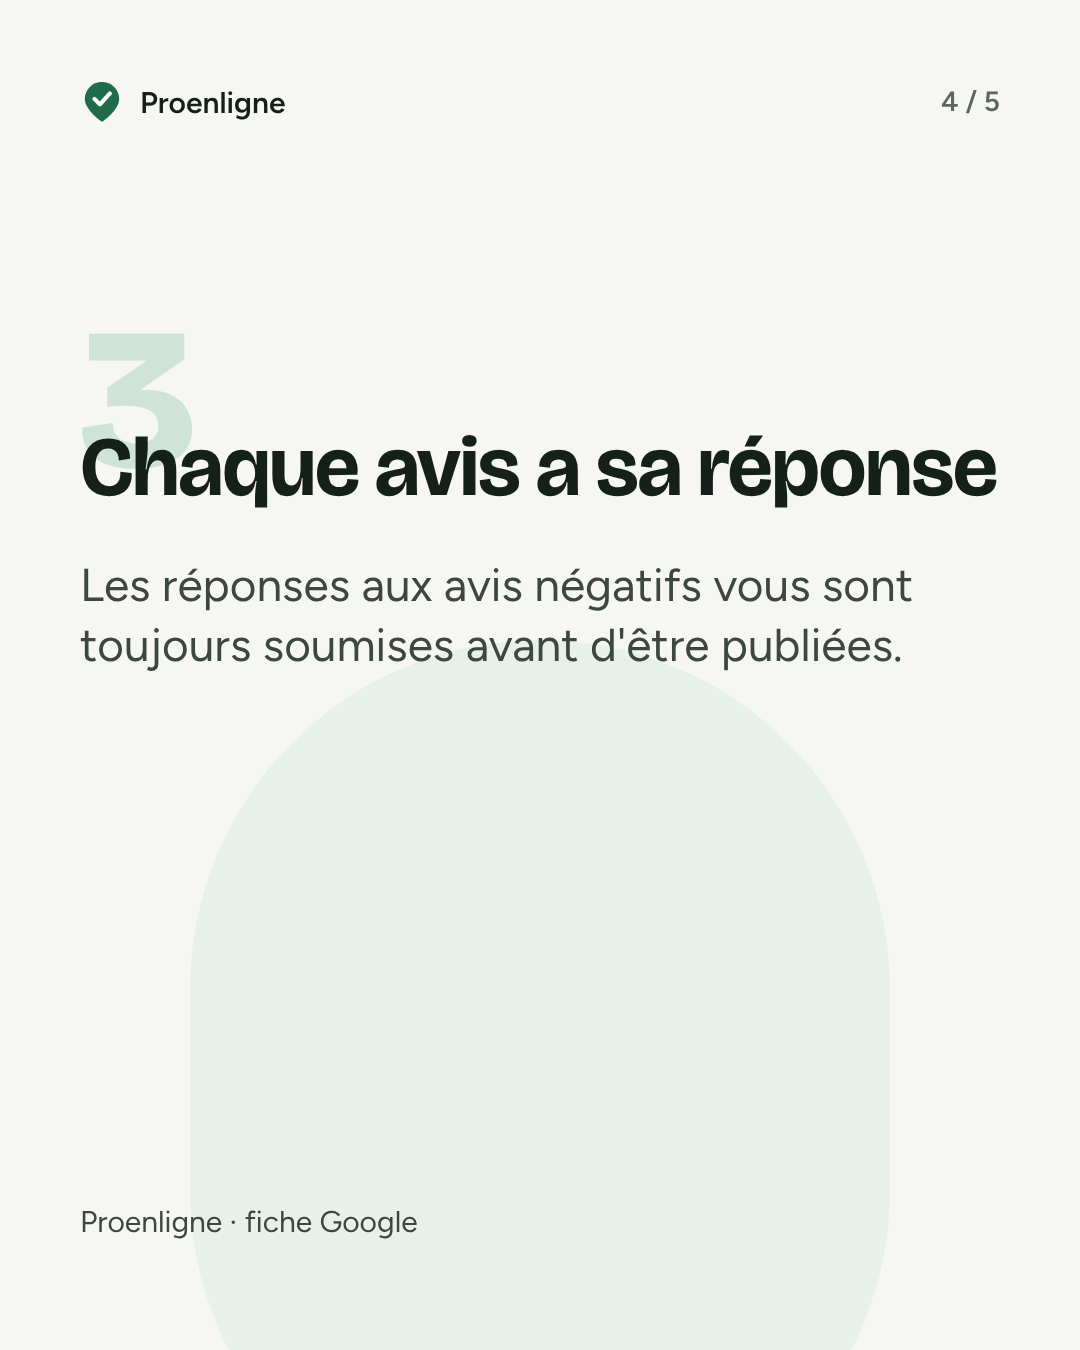 Proenligne
4 / 5
3
Chaque avis a sa réponse
Les réponses aux avis négatifs vous sont
toujours soumises avant d'être publiées.
Proenligne · fiche Google